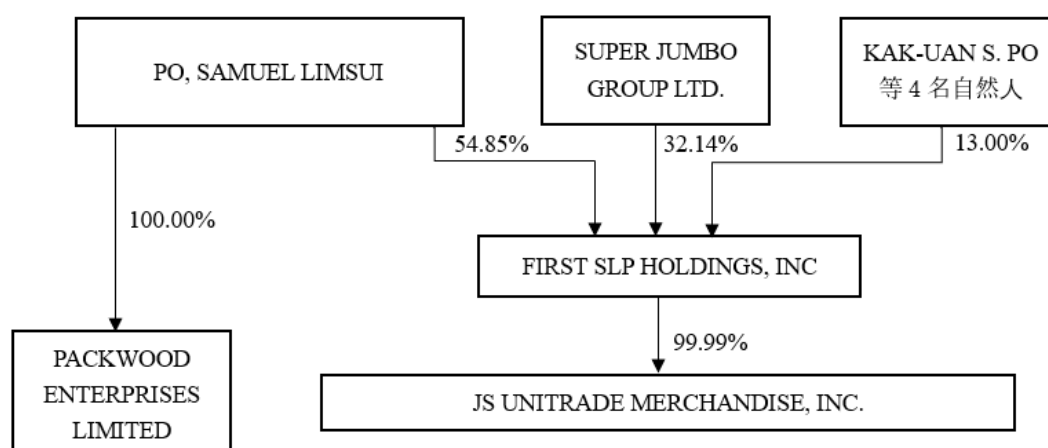 PO, SAMUEL LIMSUI
SUPER JUMBO
GROUP LTD.
KAK-UAN S. PO
等 4 名自然人
54.85%
32.14%
13.00%
100.00%
FIRST SLP HOLDINGS, INC
99.99%
PACKWOOD
ENTERPRISES
LIMITED
JS UNITRADE MERCHANDISE, INC.